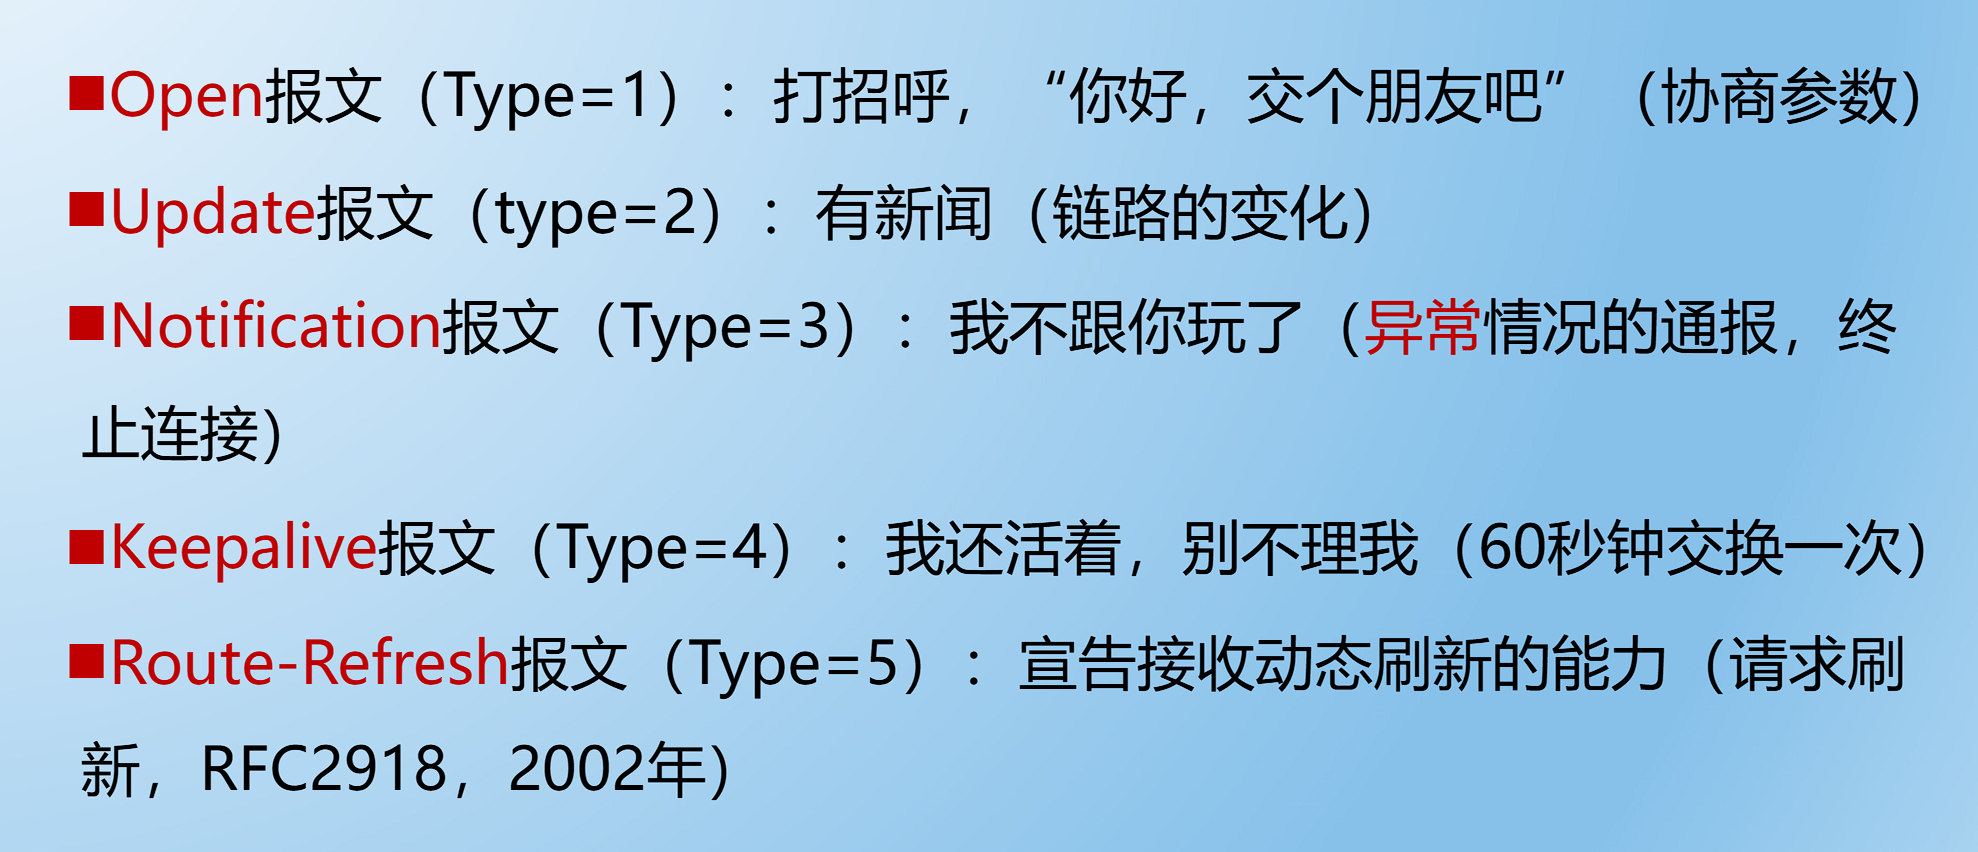 ■Open报文（Type=1）：打招呼，“你好，交个朋友吧”（协商参数）
■Update报文（type=2）：有新闻（链路的变化）
■Notification报文（Type=3）：我不跟你玩了（异常情况的通报，终
止连接）
■Keepalive报文（Type=4）：我还活着，别不理我（60秒钟交换一次）
■Route-Refresh报文（Type=5）：宣告接收动态刷新的能力（请求刷
新，RFC2918，2002年）